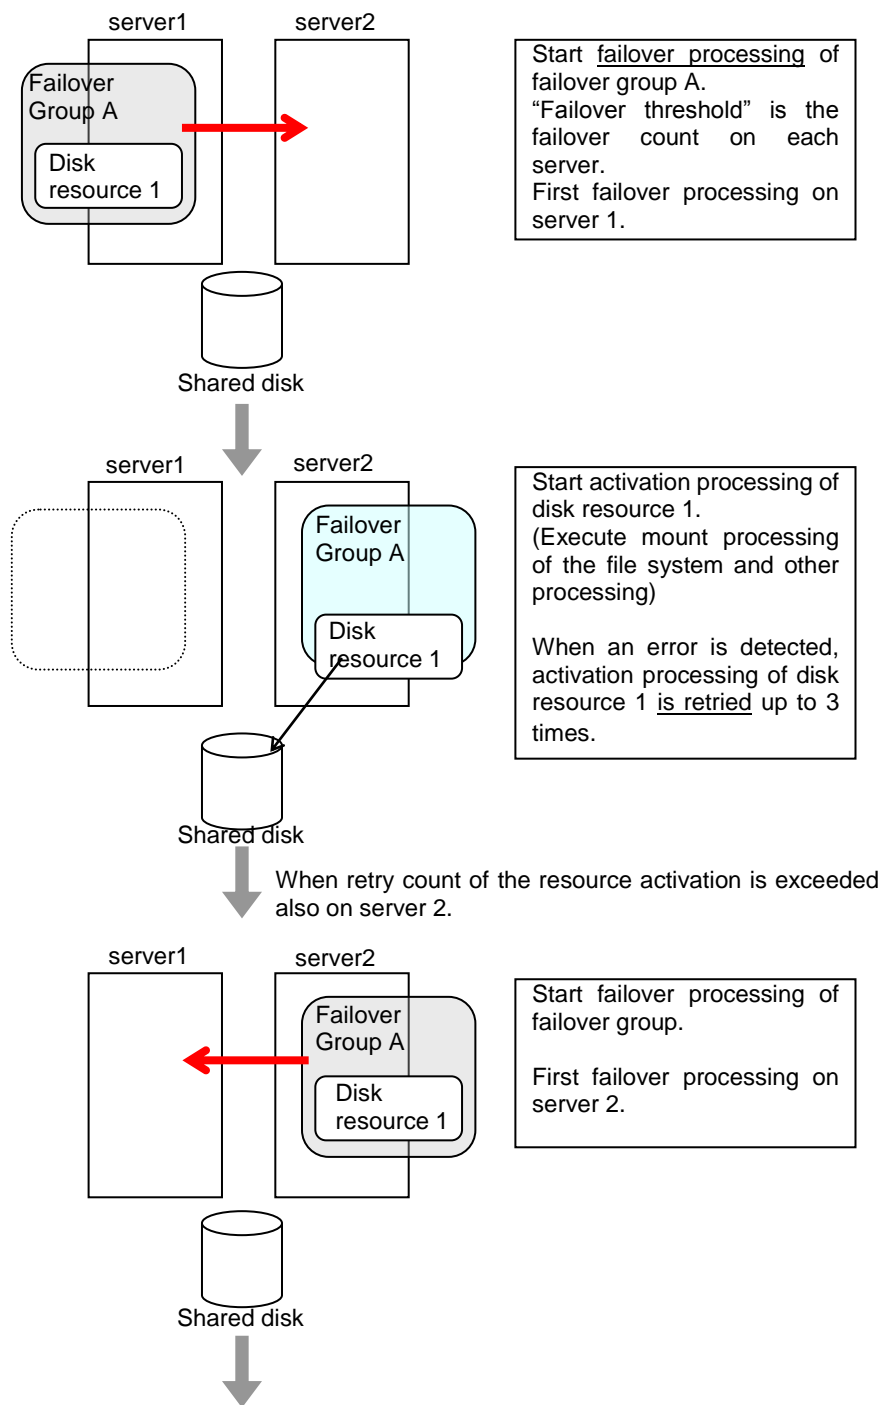 server1
server2
Failover
Group A
Disk
resource 1
Start failover processing of
failover group A.
“Failover threshold” is the
failover count on each
server.
First failover processing on
server 1.
Shared disk
server1
server2
Failover
Group A
Disk
resource 1
Start activation processing of
disk resource 1.
(Execute mount processing
of the file system and other
processing)
When an error is detected,
activation processing of disk
resource 1 is retried up to 3
times.
Shared disk
When retry count of the resource activation is exceeded
also on server 2.
server1
server2
Failover
Group A
Disk
resource 1
Start failover processing of
failover group.
First failover processing on
server 2.
Shared disk